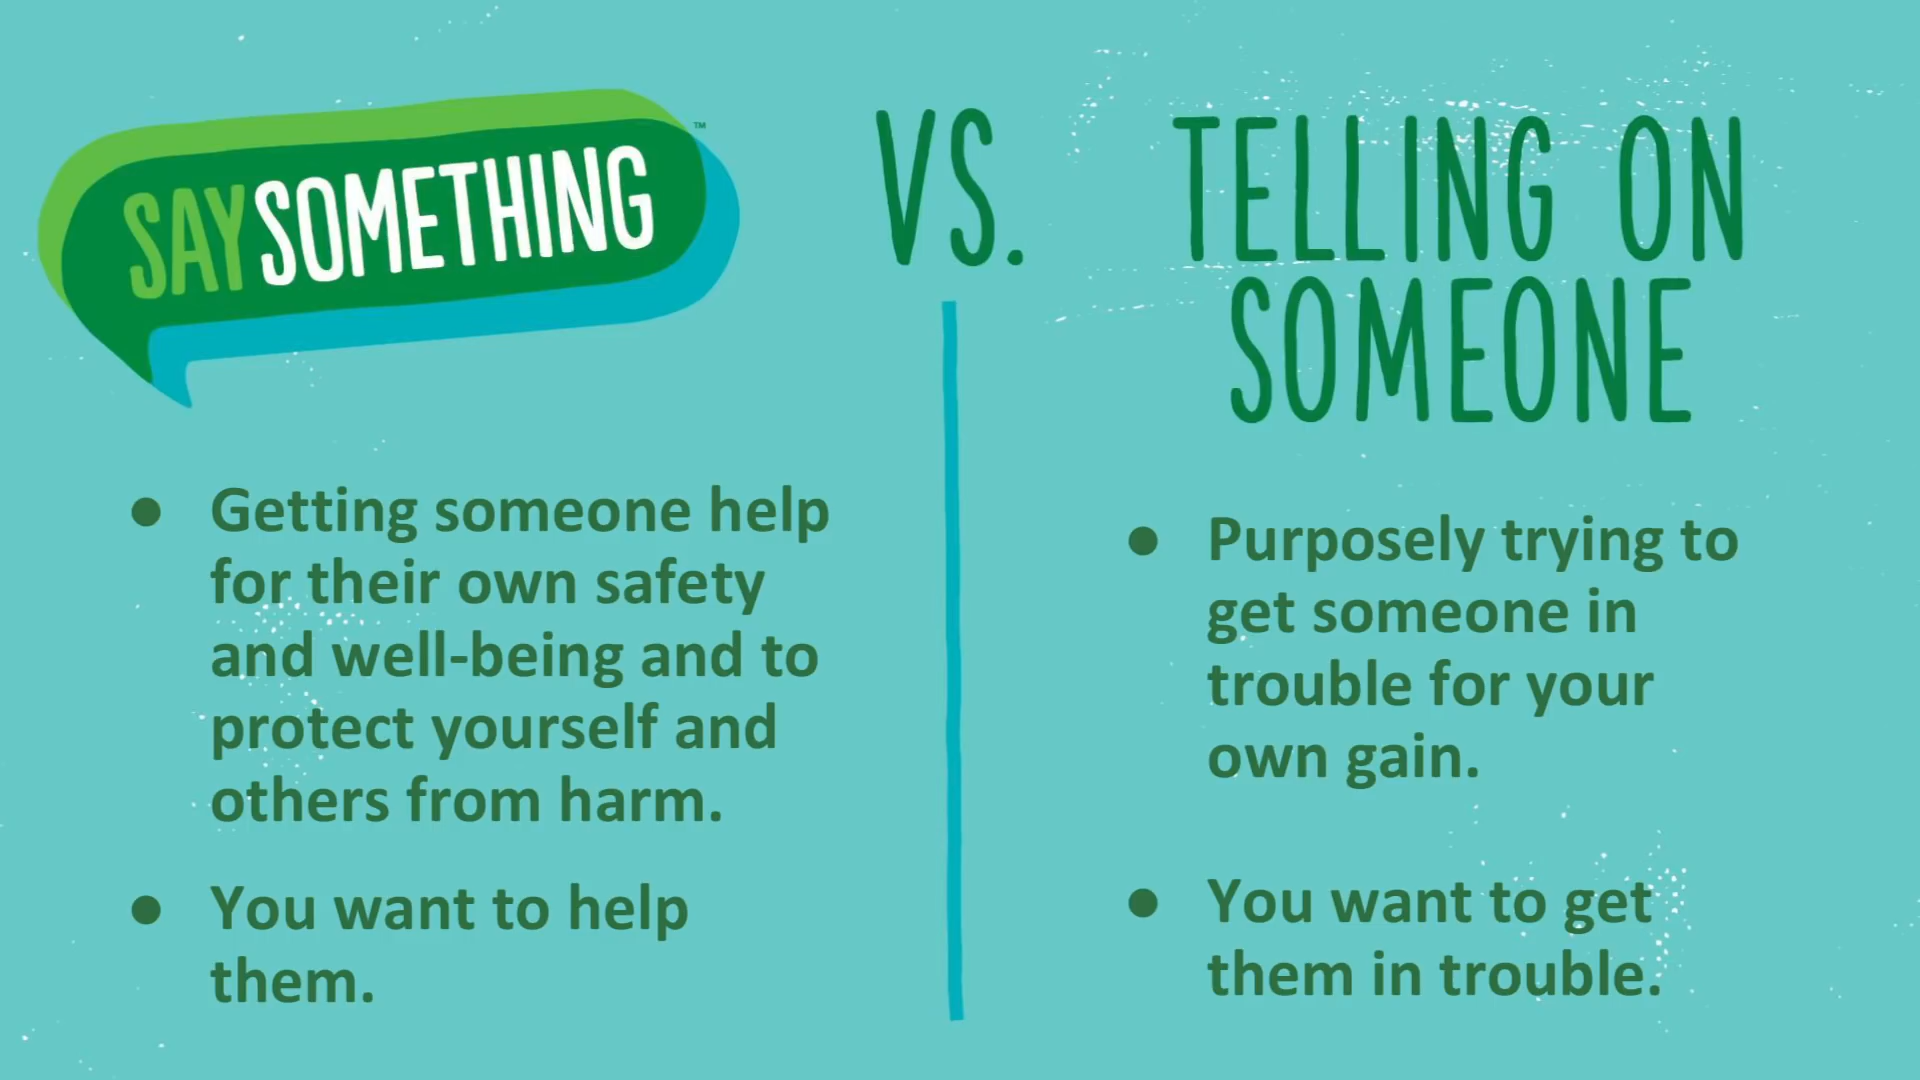 SAY SOMETHING™
VS.
TELLING ON
SOMEONE
● Getting someone help
for their own safety
and well-being and to
protect yourself and
others from harm.
● You want to help
them.
● Purposely trying to
get someone in
trouble for your
own gain.
● You want to get
them in trouble.